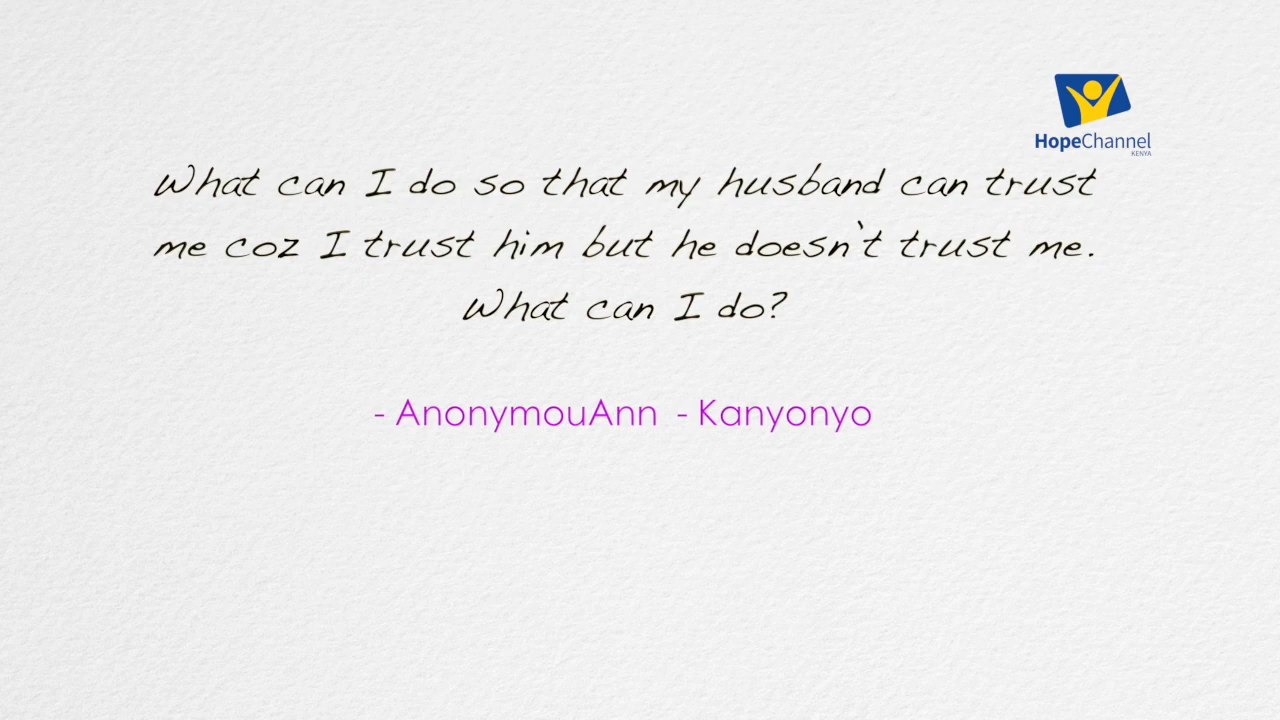 HopeChannel
KENYA
What can I do so that my husband can trust
me coz I trust him but he doesn't trust me.
What can I do?
- AnonymouAnn - Kanyonyo